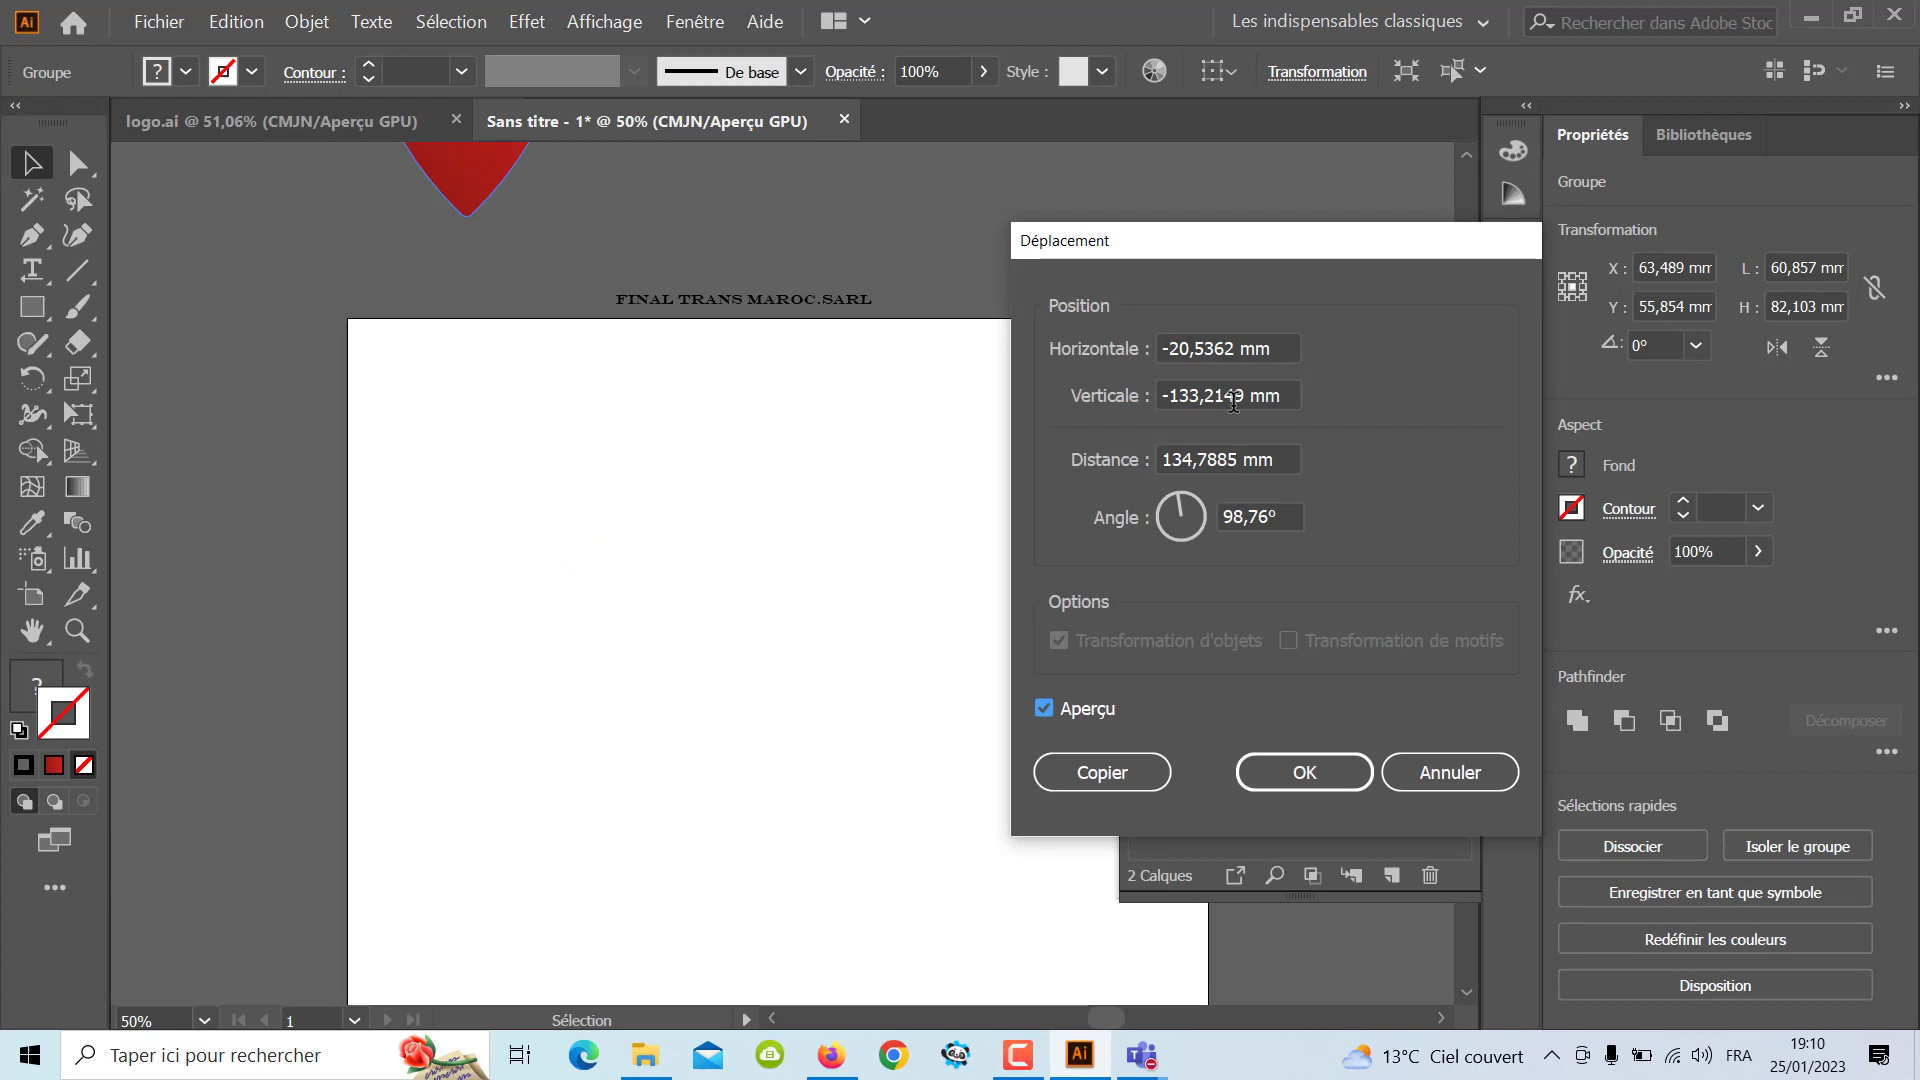 Ai Fichier Edition Objet Texte Sélection Effet Affichage Fenêtre Aide Les indispensables classiques Rechercher dans Adobe Stoc
Groupe ? Contour : De base Opacité : 100% Style : Transformation
logo.ai @ 51,06% (CMJN/Aperçu GPU) Sans titre - 1* @ 50% (CMJN/Aperçu GPU)
Propriétés Bibliothèques
Groupe
Transformation
X : 63,489 mm L : 60,857 mm
Y : 55,854 mm H : 82,103 mm
0°
Aspect
? Fond
Contour
Opacité 100%
fx.
Pathfinder
Décomposer
Sélections rapides
Dissocier Isoler le groupe
Enregistrer en tant que symbole
Redéfinir les couleurs
Disposition
FINAL TRANS MAROC.SARL
Déplacement
Position
Horizontale : -20,5362 mm
Verticale : -133,2149 mm
Distance : 134,7885 mm
Angle : 98,76°
Options
Transformation d'objets Transformation de motifs
Aperçu
Copier OK Annuler
2 Calques
?
50% 1 Sélection
Taper ici pour rechercher
Ai
13°C Ciel couvert FRA
19:10
25/01/2023